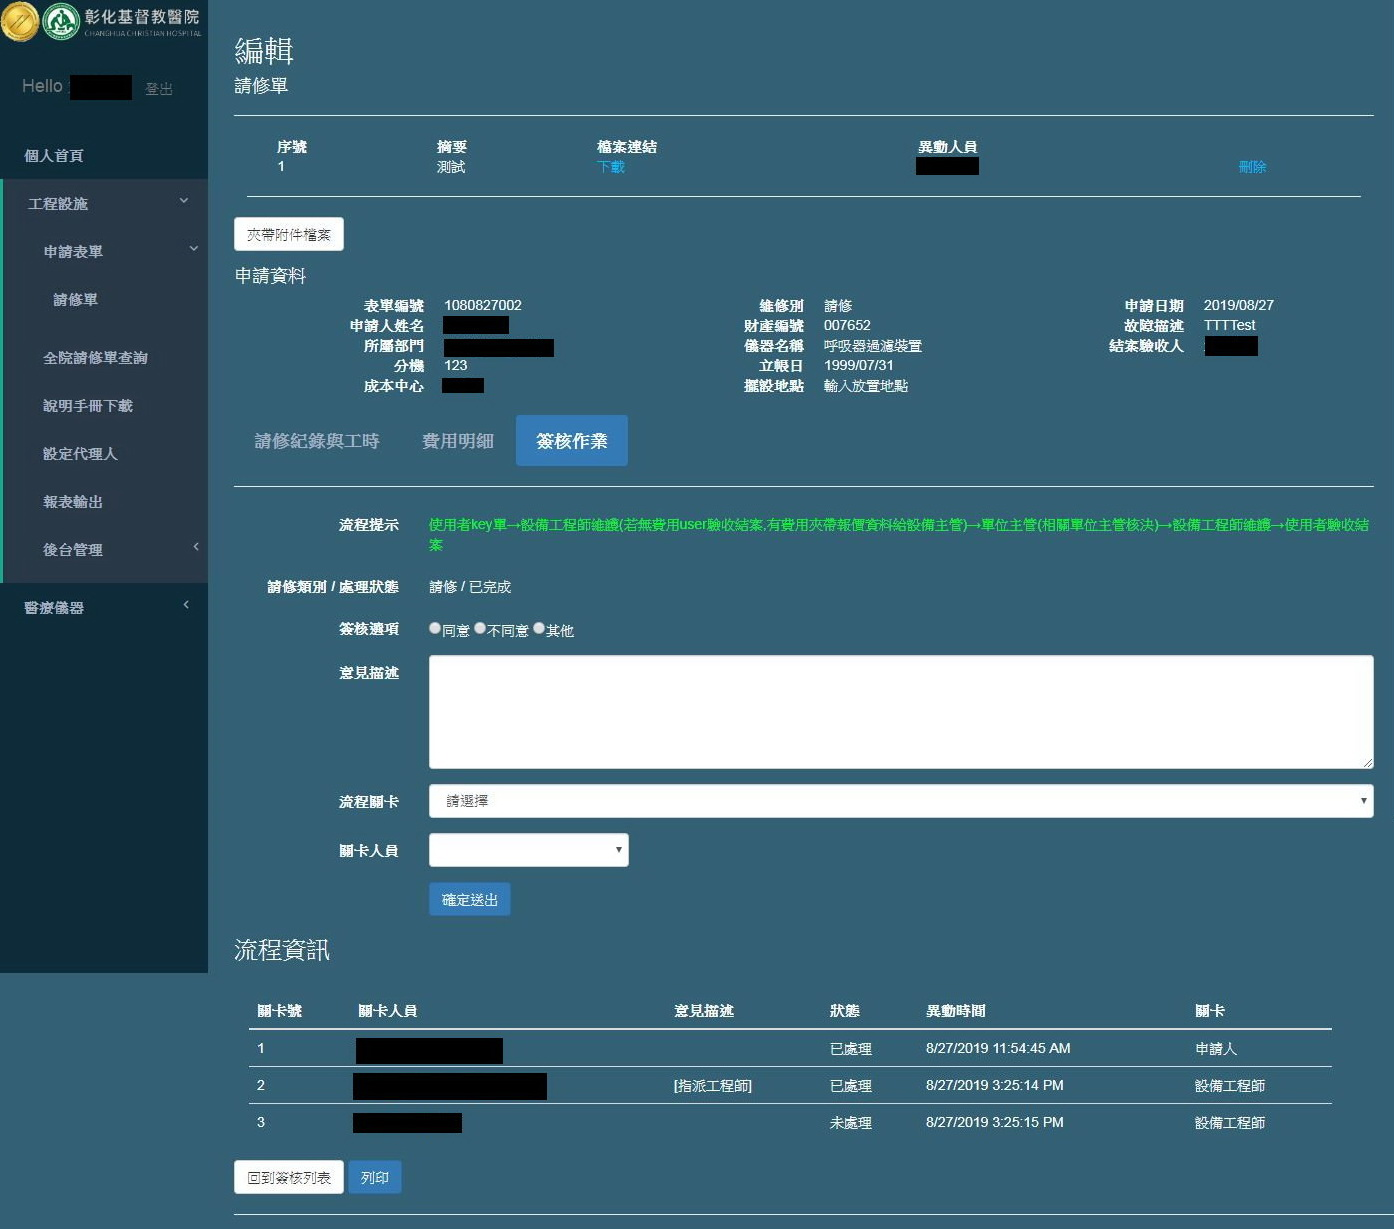 彰化基督教醫院
CHANGHUA CHRISTIAN HOSPITAL
Hello 登出
個人首頁
工程設施
申請表單
請修單
全院請修單查詢
說明手冊下載
設定代理人
報表輸出
後台管理
醫療儀器
編輯
請修單
序號 摘要 檔案連結 異動人員
1 測試 下載 刪除
夾帶附件檔案
申請資料
表單編號 1080827002 維修別 請修 申請日期 2019/08/27
申請人姓名 財產編號 007652 故障描述 TTTTest
所屬部門 儀器名稱 呼吸器過濾裝置 結案驗收人
分機 123 立帳日 1999/07/31
成本中心 擺設地點 輸入放置地點
請修紀錄與工時 費用明細 簽核作業
流程提示 使用者key單→設備工程師維護(若無費用user驗收結案,有費用夾帶報價資料給設備主管)→單位主管(相關單位主管核決)→設備工程師維護→使用者驗收結
案
請修類別 / 處理狀態 請修 / 已完成
簽核選項 同意 不同意 其他
意見描述
流程關卡 請選擇
關卡人員
確定送出
流程資訊
關卡號 關卡人員 意見描述 狀態 異動時間 關卡
1 已處理 8/27/2019 11:54:45 AM 申請人
2 [指派工程師] 已處理 8/27/2019 3:25:14 PM 設備工程師
3 未處理 8/27/2019 3:25:15 PM 設備工程師
回到簽核列表 列印